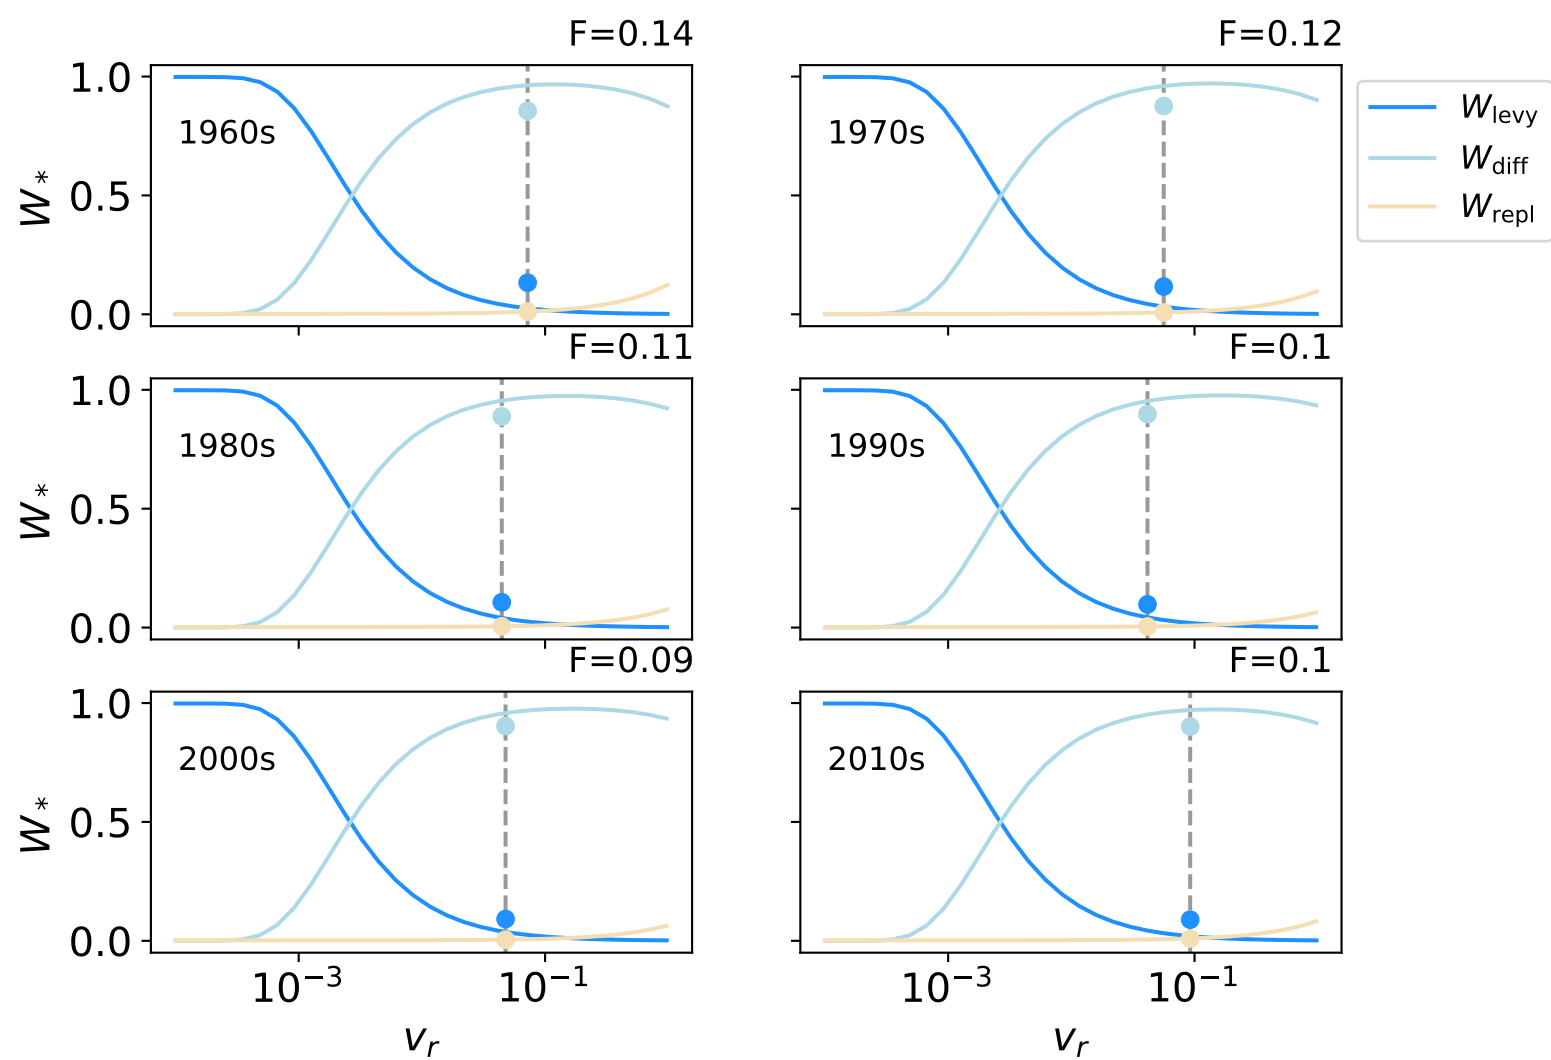 F=0.14
F=0.12
1.0
0.5
0.0
W*
1960s
1970s
W_levy
W_diff
W_repl
F=0.11
F=0.1
1.0
0.5
0.0
W*
1980s
1990s
F=0.09
F=0.1
1.0
0.5
0.0
W*
2000s
2010s
10⁻³
10⁻¹
10⁻³
10⁻¹
v_r
v_r